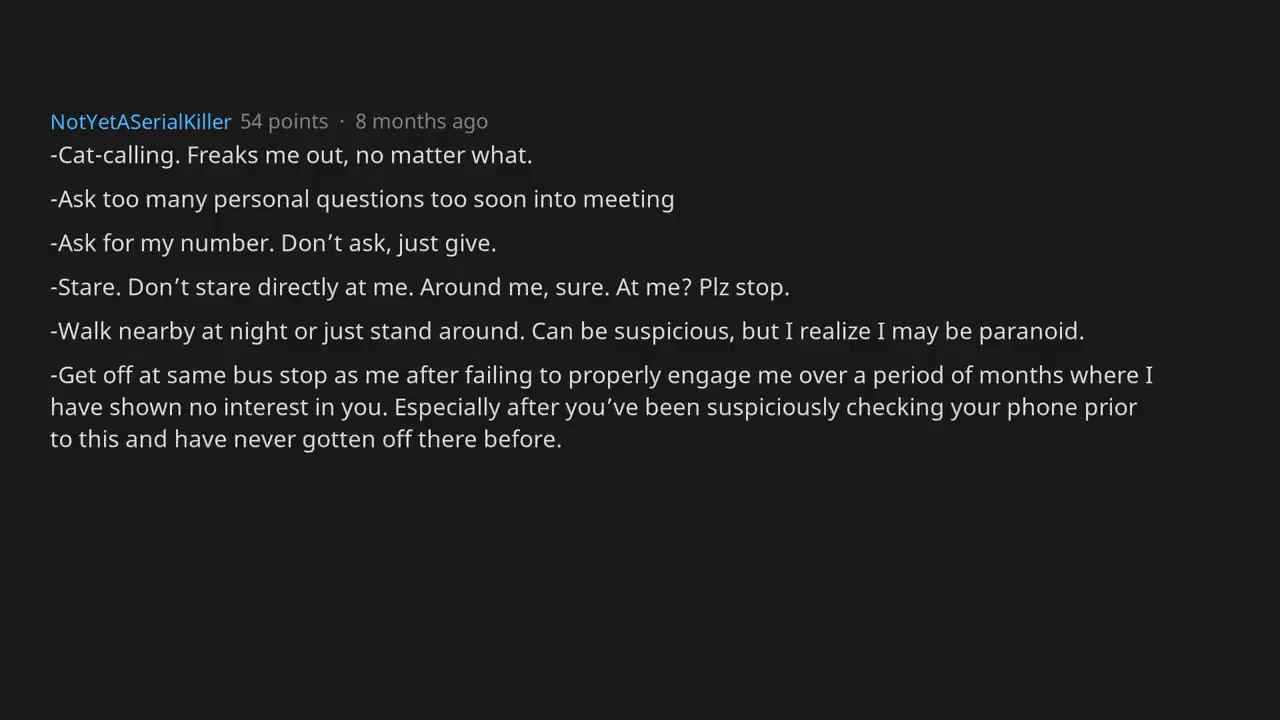 NotYetASerialKiller 54 points · 8 months ago
-Cat-calling. Freaks me out, no matter what.
-Ask too many personal questions too soon into meeting
-Ask for my number. Don’t ask, just give.
-Stare. Don’t stare directly at me. Around me, sure. At me? Plz stop.
-Walk nearby at night or just stand around. Can be suspicious, but I realize I may be paranoid.
-Get off at same bus stop as me after failing to properly engage me over a period of months where I
have shown no interest in you. Especially after you’ve been suspiciously checking your phone prior
to this and have never gotten off there before.